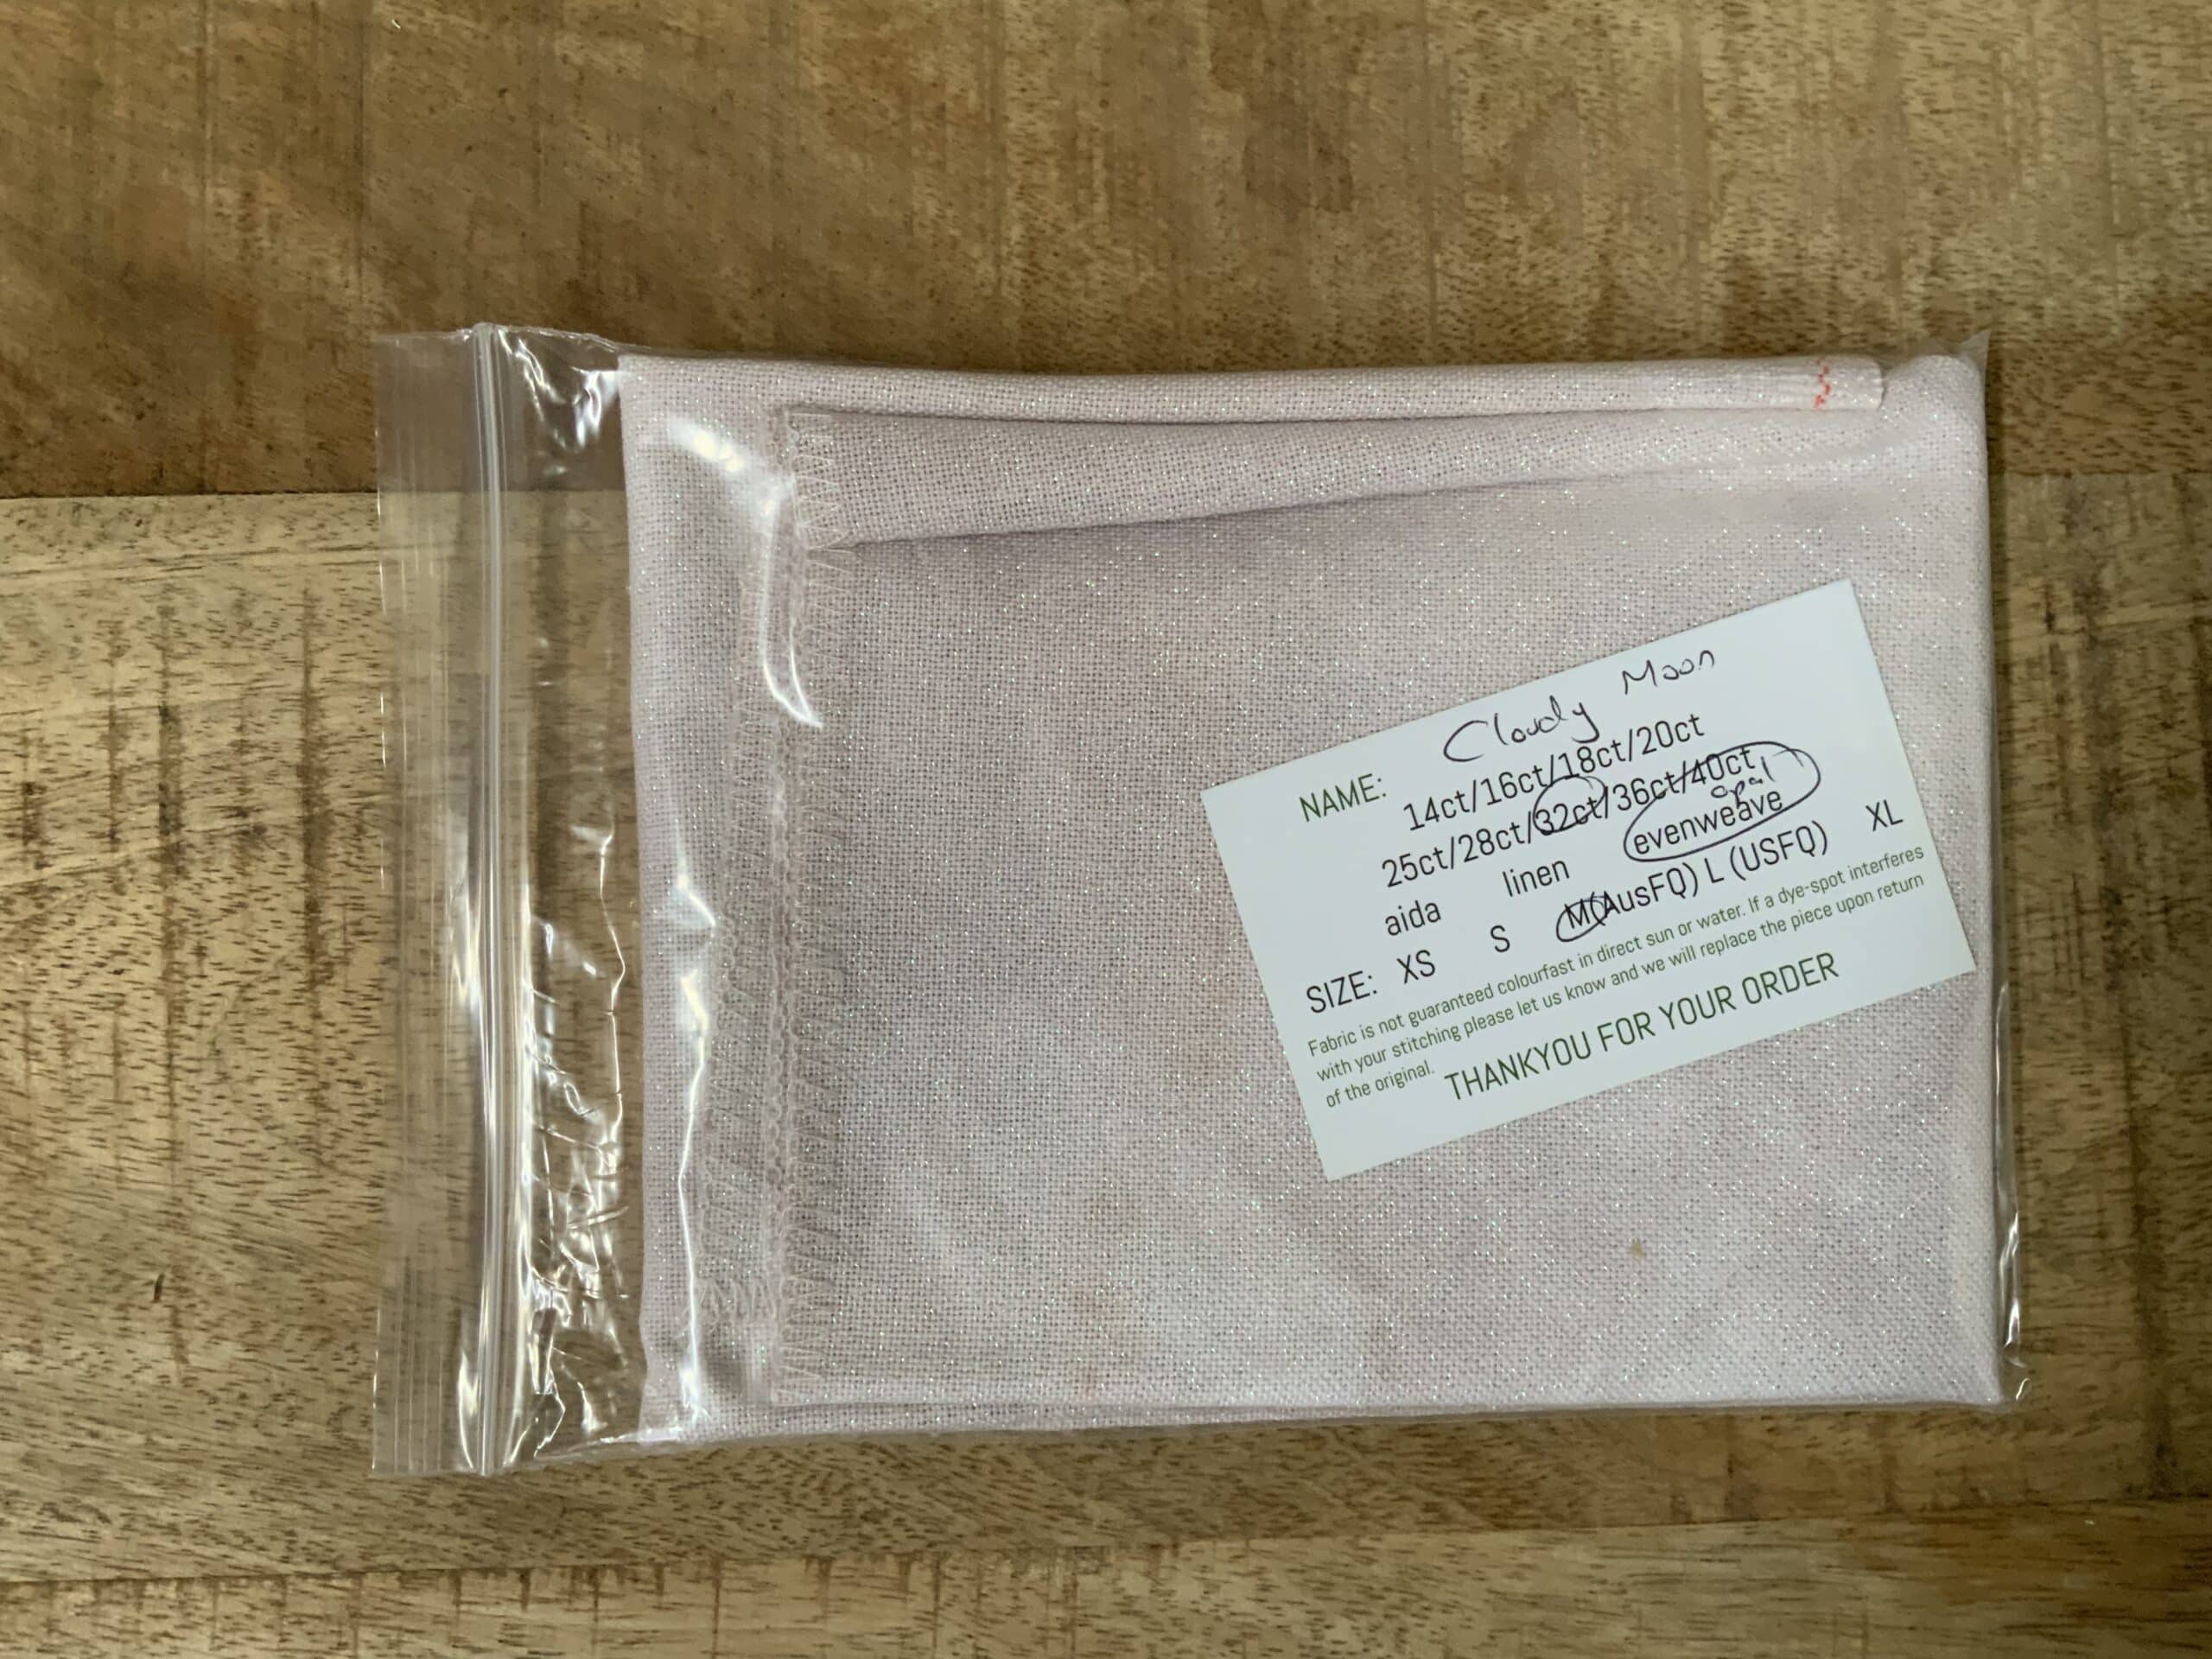 NAME: Cloudy Moon
14ct/16ct/18ct/20ct
25ct/28ct/32ct/36ct/40ct
opal
aida linen evenweave
SIZE: XS S M(AusFQ) L (USFQ) XL
Fabric is not guaranteed colourfast in direct sun or water. If a dye-spot interferes
with your stitching please let us know and we will replace the piece upon return
of the original.
THANKYOU FOR YOUR ORDER